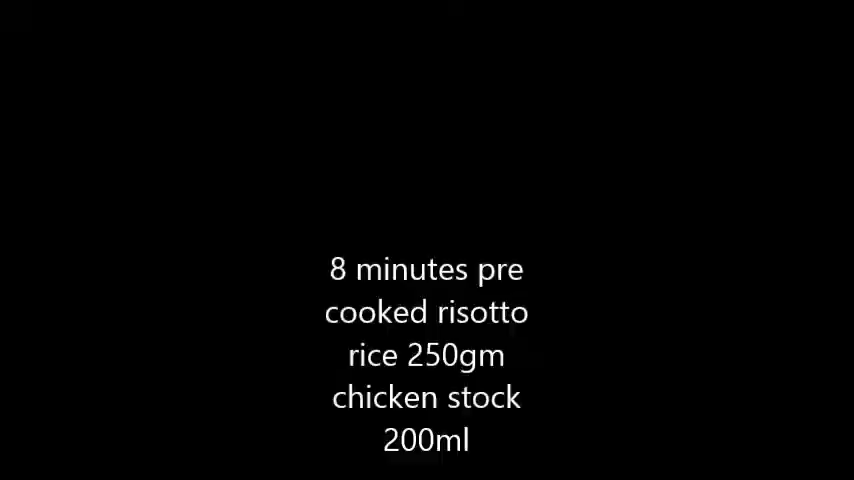 8 minutes pre
cooked risotto
rice 250gm
chicken stock
200ml